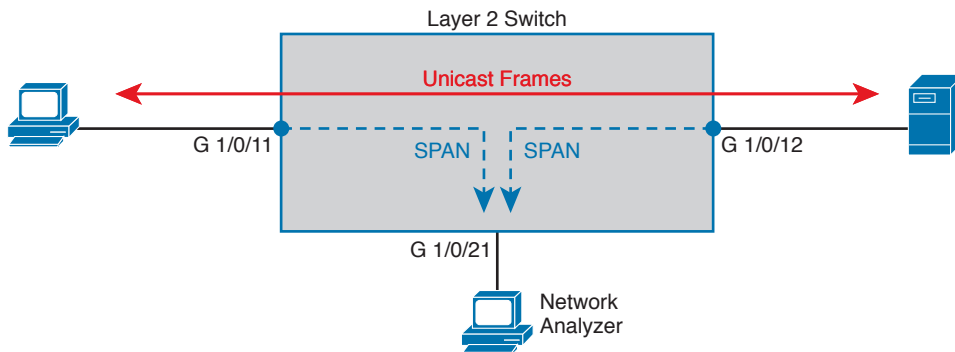 Layer 2 Switch
Unicast Frames
G 1/0/11
SPAN
SPAN
G 1/0/12
G 1/0/21
Network
Analyzer